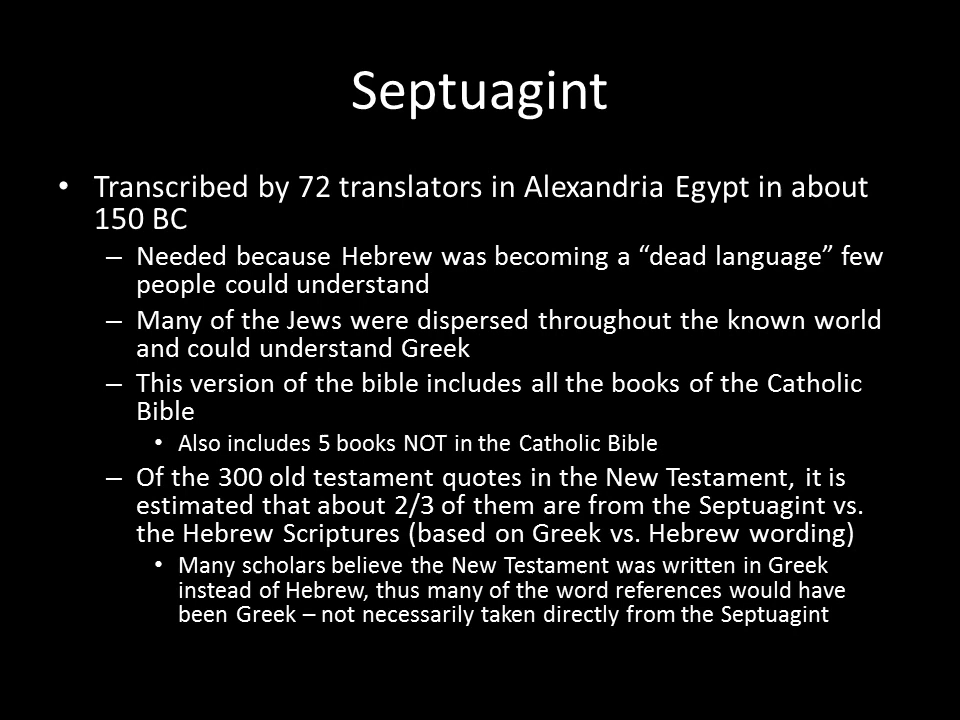 Septuagint
• Transcribed by 72 translators in Alexandria Egypt in about
150 BC
– Needed because Hebrew was becoming a “dead language” few
people could understand
– Many of the Jews were dispersed throughout the known world
and could understand Greek
– This version of the bible includes all the books of the Catholic
Bible
• Also includes 5 books NOT in the Catholic Bible
– Of the 300 old testament quotes in the New Testament, it is
estimated that about 2/3 of them are from the Septuagint vs.
the Hebrew Scriptures (based on Greek vs. Hebrew wording)
• Many scholars believe the New Testament was written in Greek
instead of Hebrew, thus many of the word references would have
been Greek – not necessarily taken directly from the Septuagint